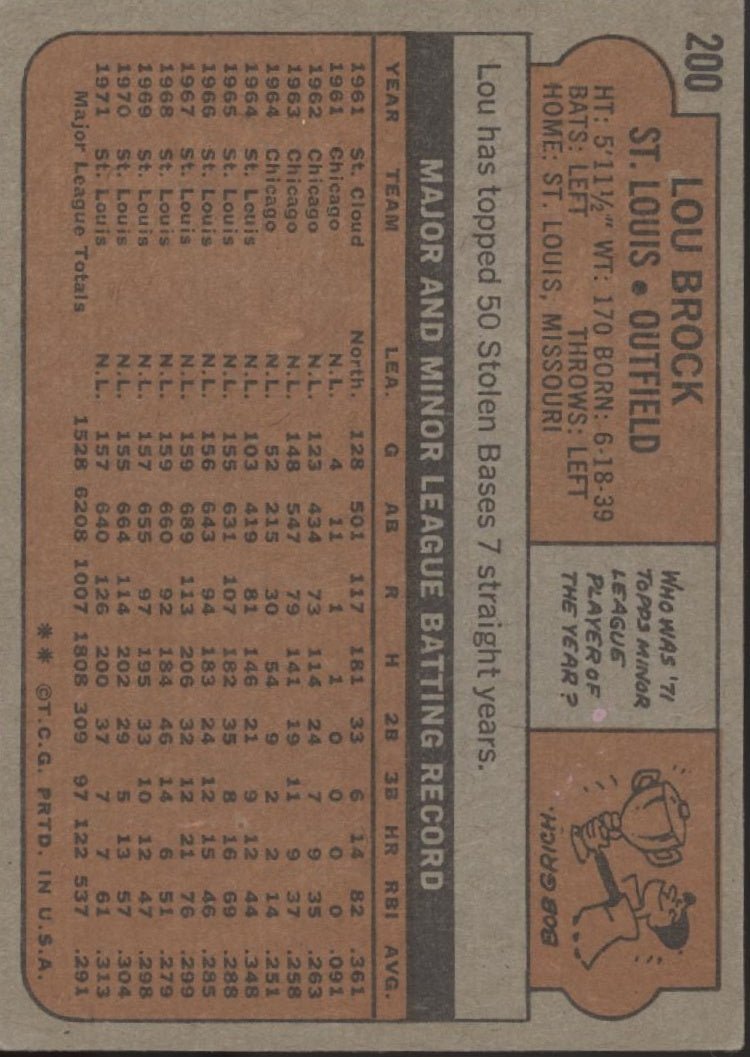 200
LOU BROCK
ST. LOUIS • OUTFIELD
HT: 5'11½" WT: 170 BORN: 6-18-39
BATS: LEFT THROWS: LEFT
HOME: ST. LOUIS, MISSOURI
WHO WAS '71
TOPPS MINOR
LEAGUE
PLAYER OF
THE YEAR?
BOB GRICH.
Lou has topped 50 Stolen Bases 7 straight years.
MAJOR AND MINOR LEAGUE BATTING RECORD
YEAR TEAM LEA. G AB R H 2B 3B HR RBI AVG.
1961 St. Cloud North. 128 501 117 181 33 6 14 82 .361
1961 Chicago N.L. 4 11 1 1 0 0 0 0 .091
1962 Chicago N.L. 123 434 73 114 24 7 9 35 .263
1963 Chicago N.L. 148 547 79 141 19 11 9 37 .258
1964 Chicago N.L. 52 215 30 54 9 2 2 14 .251
1964 St. Louis N.L. 103 419 81 146 21 9 12 44 .348
1965 St. Louis N.L. 155 631 107 182 35 8 16 69 .288
1966 St. Louis N.L. 156 643 94 183 24 12 15 46 .285
1967 St. Louis N.L. 159 689 113 206 32 12 21 76 .299
1968 St. Louis N.L. 159 660 92 184 46 14 6 51 .279
1969 St. Louis N.L. 157 655 97 195 33 10 12 47 .298
1970 St. Louis N.L. 155 664 114 202 29 5 13 57 .304
1971 St. Louis N.L. 157 640 126 200 37 7 7 61 .313
Major League Totals 1528 6208 1007 1808 309 97 122 537 .291
** ©T.C.G. PRTD. IN U.S.A.